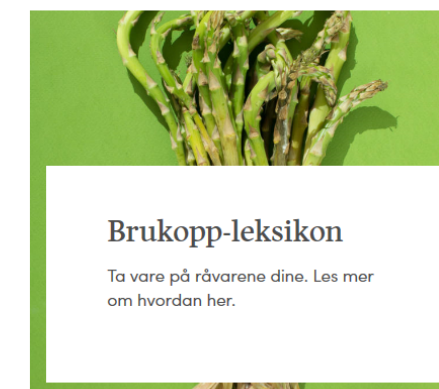 Brukopp-leksikon
Ta vare på råvarene dine. Les mer
om hvordan her.